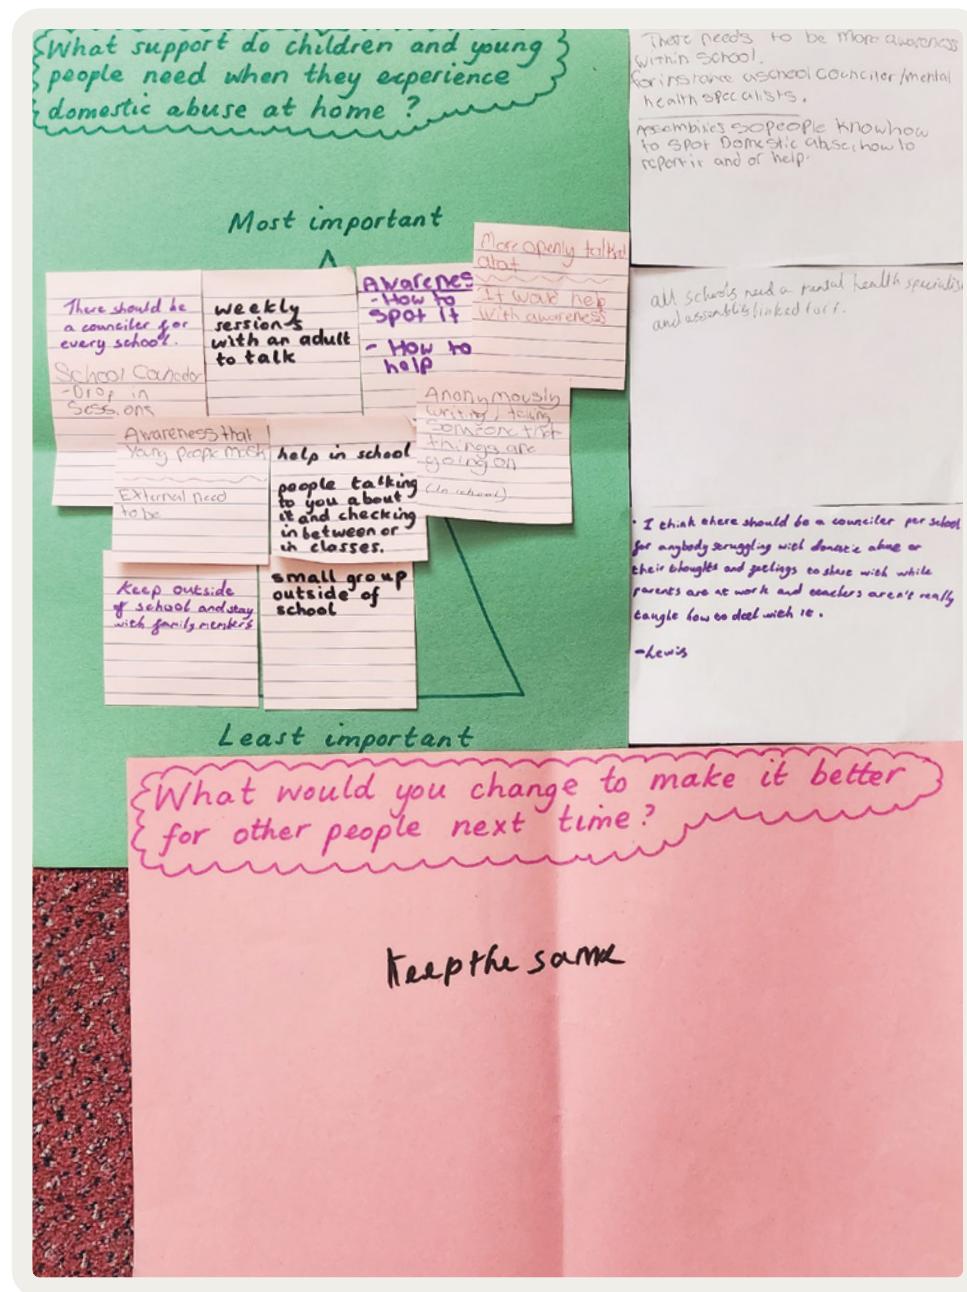 What support do children and young
people need when they experience
domestic abuse at home ?
Most important
There should be
a counciler for
every school.
School Councelor
-Drop in
Sessions
weekly
sessions
with an adult
to talk
Awarenes
- How to
spot it
- How to
help
More openly talked
about
It would help
with awareness
Awareness that
Young people
External need
to be
help in school
people talking
to you about
it and checking
in between or
in classes.
Anonymously
writing / telling
someone that
things are
going on
(in school)
Keep outside
of school and stay
with family members
small group
outside of
school
Least important
There needs to be more awareness
within school.
for instance a school counciler/mental
health specalists.
Assemblies so people know how
to spot Domestic abuse, how to
report it and or help.
all schools need a mental health specialis
and assemblies linked to it.
• I think there should be a counciler per school
for anybody struggling with domestic abuse or
their thoughts and feelings to share with while
parents are at work and teachers aren't really
taught how to deal with it.
-Lewis
What would you change to make it better
for other people next time?
Keep the same